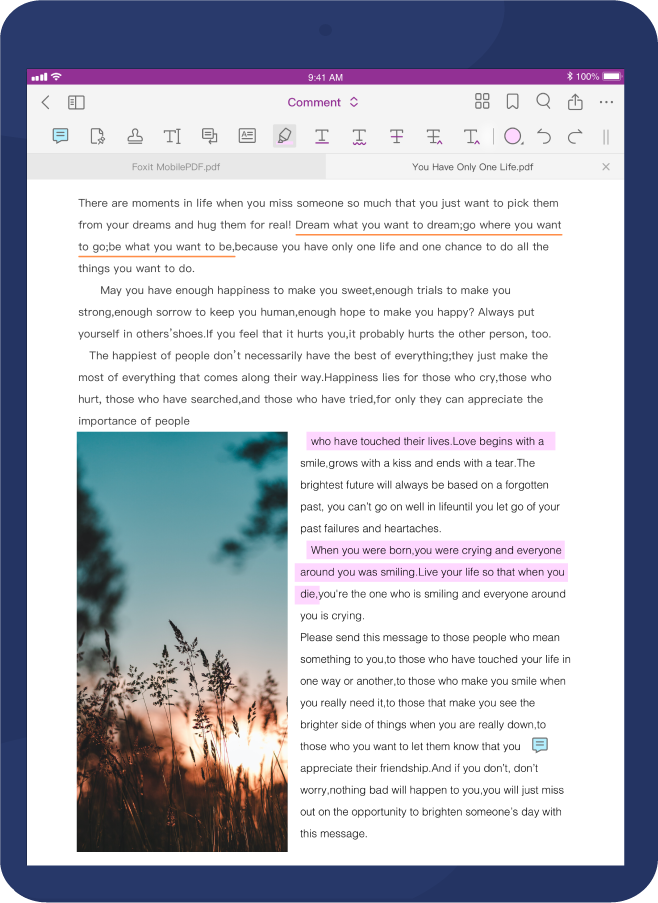 9:41 AM
100%
Comment
Foxit MobilePDF.pdf
You Have Only One Life.pdf
There are moments in life when you miss someone so much that you just want to pick them
from your dreams and hug them for real! Dream what you want to dream;go where you want
to go;be what you want to be,because you have only one life and one chance to do all the
things you want to do.
May you have enough happiness to make you sweet,enough trials to make you
strong,enough sorrow to keep you human,enough hope to make you happy? Always put
yourself in others’shoes.If you feel that it hurts you,it probably hurts the other person, too.
The happiest of people don’t necessarily have the best of everything;they just make the
most of everything that comes along their way.Happiness lies for those who cry,those who
hurt, those who have searched,and those who have tried,for only they can appreciate the
importance of people
who have touched their lives.Love begins with a
smile,grows with a kiss and ends with a tear.The
brightest future will always be based on a forgotten
past, you can’t go on well in lifeuntil you let go of your
past failures and heartaches.
When you were born,you were crying and everyone
around you was smiling.Live your life so that when you
die,you're the one who is smiling and everyone around
you is crying.
Please send this message to those people who mean
something to you,to those who have touched your life in
one way or another,to those who make you smile when
you really need it,to those that make you see the
brighter side of things when you are really down,to
those who you want to let them know that you
appreciate their friendship.And if you don’t, don’t
worry,nothing bad will happen to you,you will just miss
out on the opportunity to brighten someone’s day with
this message.